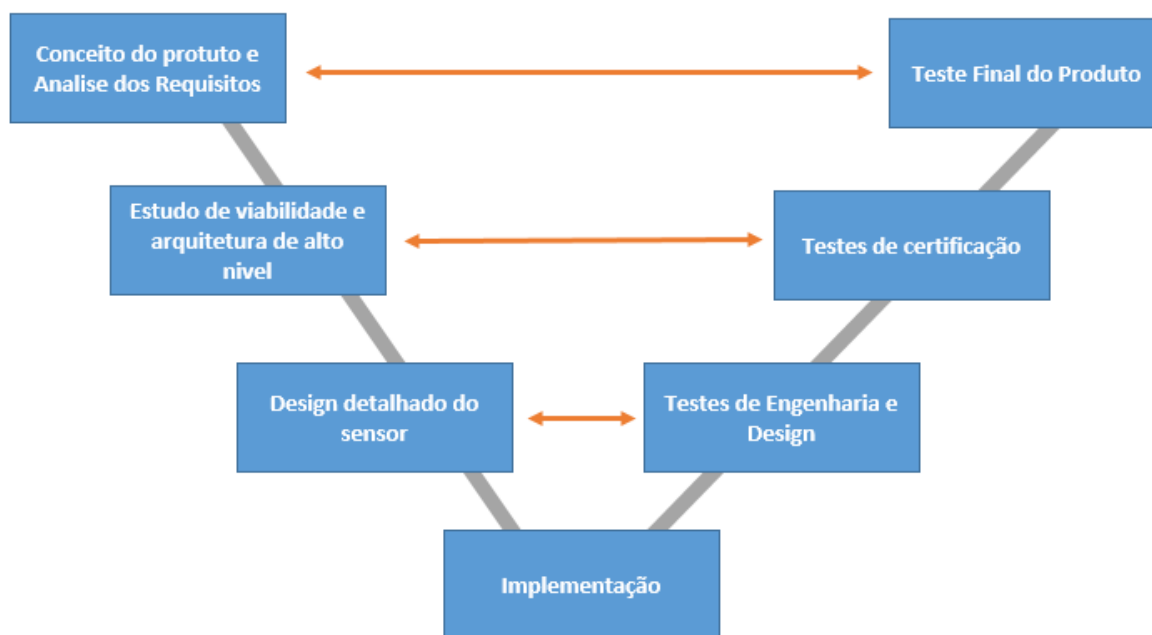 Conceito do protuto e
Analise dos Requisitos
Teste Final do Produto
Estudo de viabilidade e
arquitetura de alto
nivel
Testes de certificação
Design detalhado do
sensor
Testes de Engenharia e
Design
Implementação